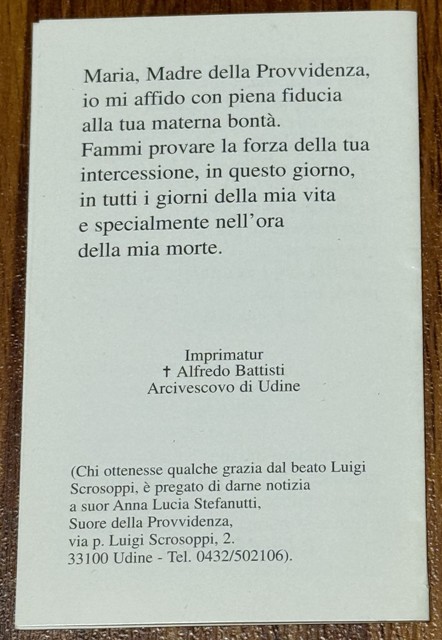 Maria, Madre della Provvidenza,
io mi affido con piena fiducia
alla tua materna bontà.
Fammi provare la forza della tua
intercessione, in questo giorno,
in tutti i giorni della mia vita
e specialmente nell'ora
della mia morte.
Imprimatur
✝ Alfredo Battisti
Arcivescovo di Udine
(Chi ottenesse qualche grazia dal beato Luigi
Scrosoppi, è pregato di darne notizia
a suor Anna Lucia Stefanutti,
Suore della Provvidenza,
via p. Luigi Scrosoppi, 2.
33100 Udine - Tel. 0432/502106).